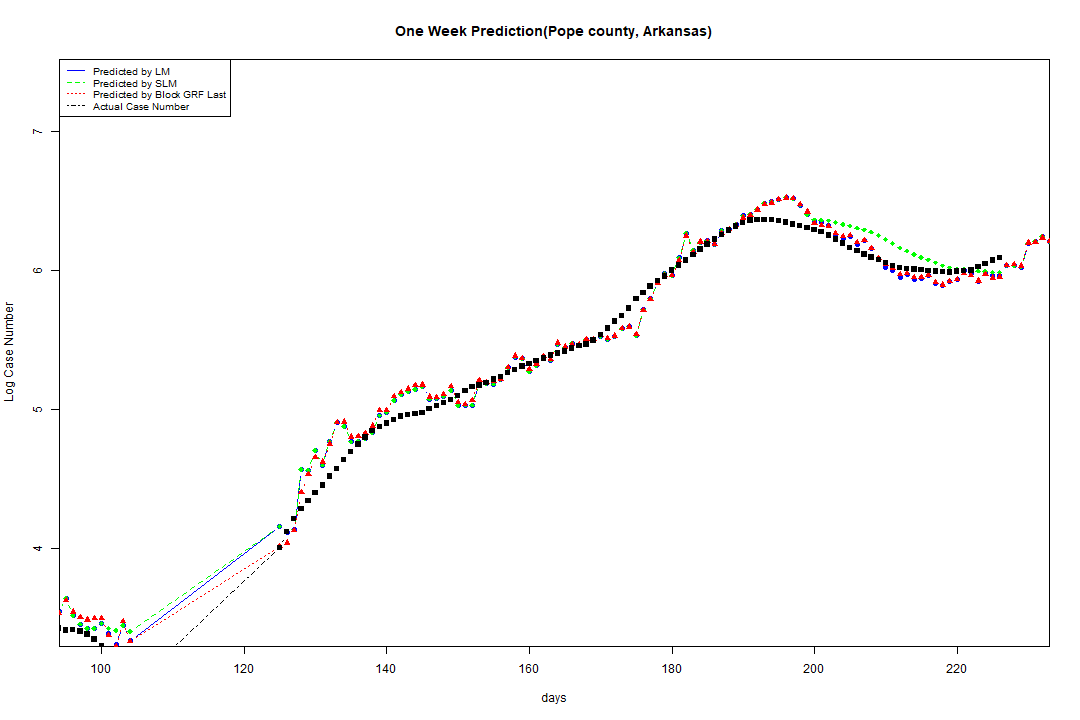 One Week Prediction(Pope county, Arkansas)
Predicted by LM
Predicted by SLM
Predicted by Block GRF Last
Actual Case Number
Log Case Number
7
6
5
4
100 120 140 160 180 200 220
days